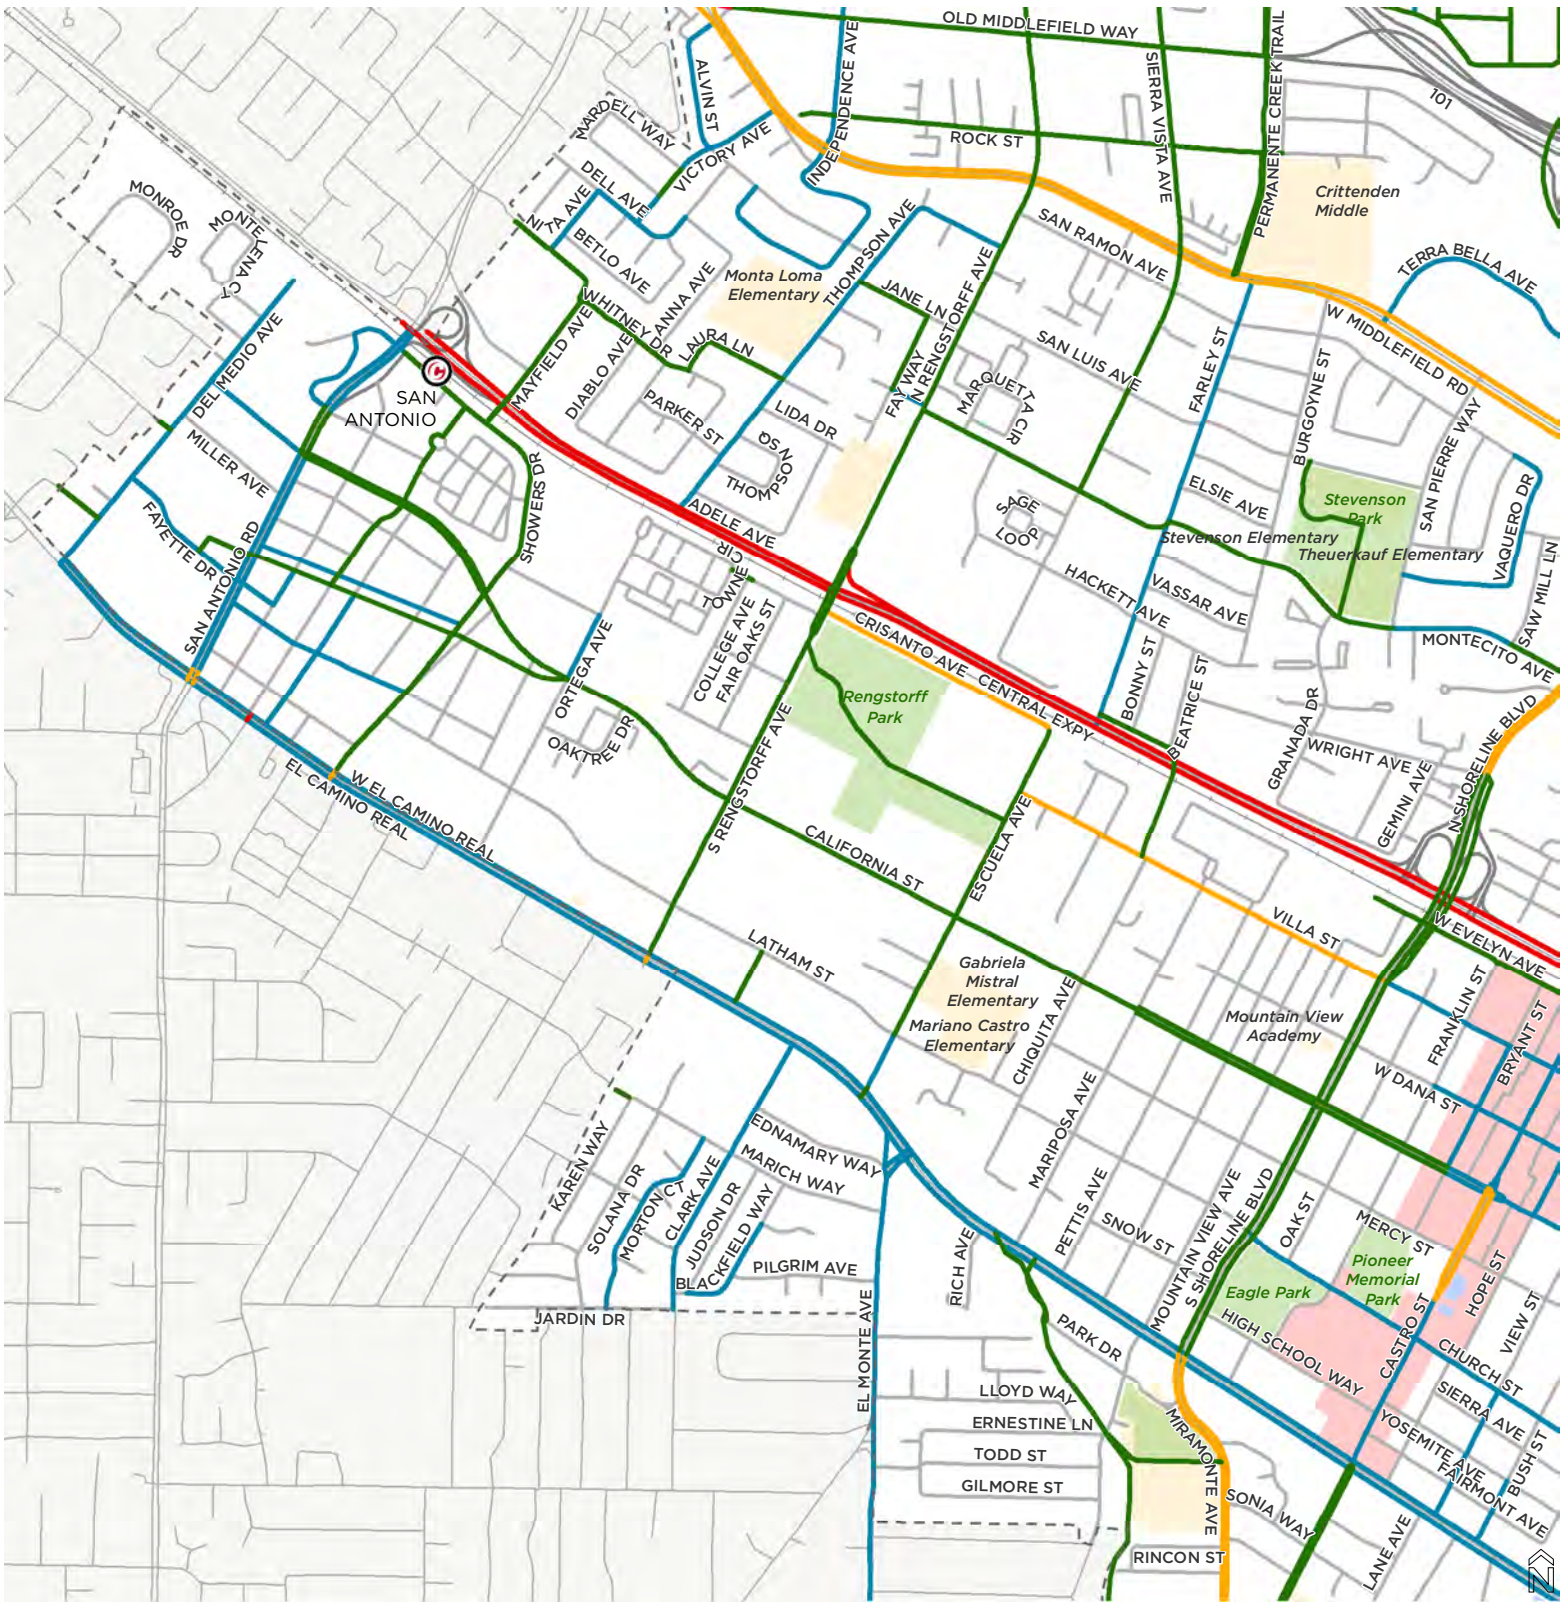 OLD MIDDLEFIELD WAY
INDEPENDENCE AVE
ALVIN ST
SIERRA VISTA AVE
PERMANENTE CREEK TRAIL
101
MARDELL WAY
VICTORY AVE
ROCK ST
DELL AVE
NITA AVE
BETLO AVE
MONROE DR
MONTELENA CT
Crittenden
Middle
SAN RAMON AVE
THOMPSON AVE
TERRA BELLA AVE
ANNA AVE
Monta Loma
Elementary
JANE LN
N RENGSTORFF AVE
WHITNEY DR
LAURA LN
MAYFIELD AVE
DIABLO AVE
W MIDDLEFIELD RD
DEL MEDIO AVE
SAN LUIS AVE
FARLEY ST
BURGOYNE ST
C
SAN
ANTONIO
PARKER ST
LIDA DR
FAY WAY
MARQUETTA CIR
SAN PIERRE WAY
MILLER AVE
THOMPSON SQ
SHOWERS DR
FAYETTE DR
SAN ANTONIO RD
ADELE AVE
SAGE
LOOP
ELSIE AVE
Stevenson
Park
Stevenson Elementary
Theuerkauf Elementary
VAQUERO DR
SAW MILL LN
TOWNE CIR
COLLEGE AVE
FAIR OAKS ST
HACKETT AVE
VASSAR AVE
MONTECITO AVE
CRISANTO AVE
CENTRAL EXPY
BONNY ST
BEATRICE ST
ORTEGA AVE
OAKTREE DR
Rengstorff
Park
GRANADA DR
WRIGHT AVE
GEMINI AVE
N SHORELINE BLVD
S RENGSTORFF AVE
W EL CAMINO REAL
EL CAMINO REAL
CALIFORNIA ST
ESCUELA AVE
VILLA ST
W EVELYN AVE
LATHAM ST
Gabriela
Mistral
Elementary
Mariano Castro
Elementary
CHIQUITA AVE
Mountain View
Academy
FRANKLIN ST
BRYANT ST
W DANA ST
MARIPOSA AVE
EDNAMARY WAY
MARICH WAY
KAREN WAY
SOLANA DR
MORTON CT
CLARK AVE
JUDSON DR
BLACKFIELD WAY
PILGRIM AVE
RICH AVE
PETTIS AVE
SNOW ST
MOUNTAIN VIEW AVE
S SHORELINE BLVD
OAK ST
MERCY ST
Pioneer
Memorial
Park
Eagle Park
HOPE ST
VIEW ST
JARDIN DR
EL MONTE AVE
PARK DR
HIGH SCHOOL WAY
CASTRO ST
CHURCH ST
SIERRA AVE
LLOYD WAY
ERNESTINE LN
TODD ST
GILMORE ST
MIRAMONTE AVE
YOSEMITE AVE
FAIRMONT AVE
BUSH ST
SONIA WAY
LANE AVE
RINCON ST
N